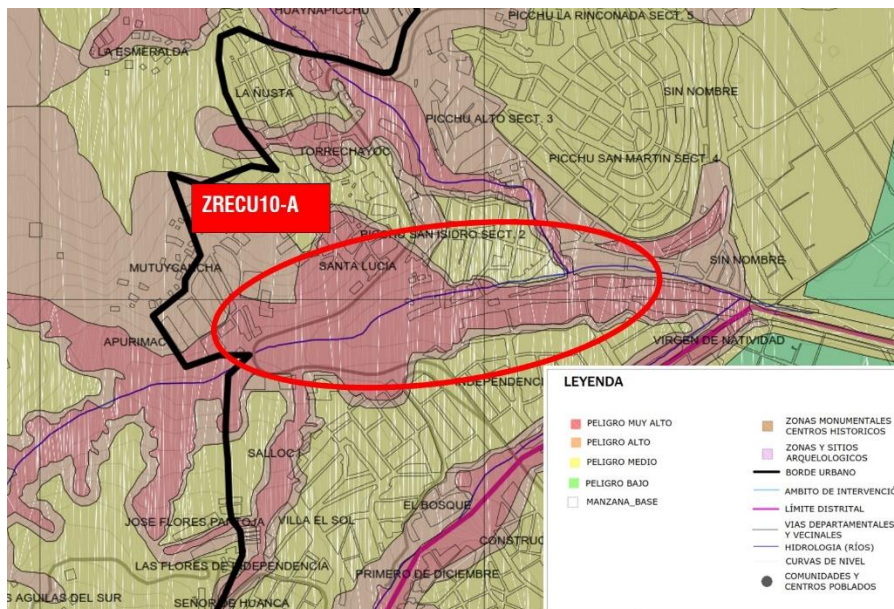 HUAYNAPICCHU
PICCHU LA RINCONADA SECT. 5
LA ESMERALDA
LA ÑUSTA
SIN NOMBRE
PICCHU ALTO SECT. 3
TORRECHAYOC
PICCHU SAN MARTIN SECT. 4
ZRECU10-A
PICCHU SAN ISIDRO SECT. 2
SANTA LUCIA
SIN NOMBRE
MUTUYCANCHA
APURIMAC
VIRGEN DE NATIVIDAD
INDEPENDENCI
SALLOC
EL BOSQUE
JOSE FLORES PANTOJA
VILLA EL SOL
CONSTRUC
LAS FLORES DE INDEPENDENCIA
PRIMERO DE DICIEMBRE
S AGUILAS DEL SUR
SEÑOR DE HUANCA
LEYENDA
PELIGRO MUY ALTO
PELIGRO ALTO
PELIGRO MEDIO
PELIGRO BAJO
MANZANA_BASE
ZONAS MONUMENTALES
CENTROS HISTORICOS
ZONAS Y SITIOS
ARQUELOLOGICOS
BORDE URBANO
AMBITO DE INTERVENCIÓ
LÍMITE DISTRITAL
VIAS DEPARTAMENTALES
Y VECINALES
HIDROLOGIA (RÍOS)
CURVAS DE NIVEL
COMUNIDADES Y
CENTROS POBLADOS